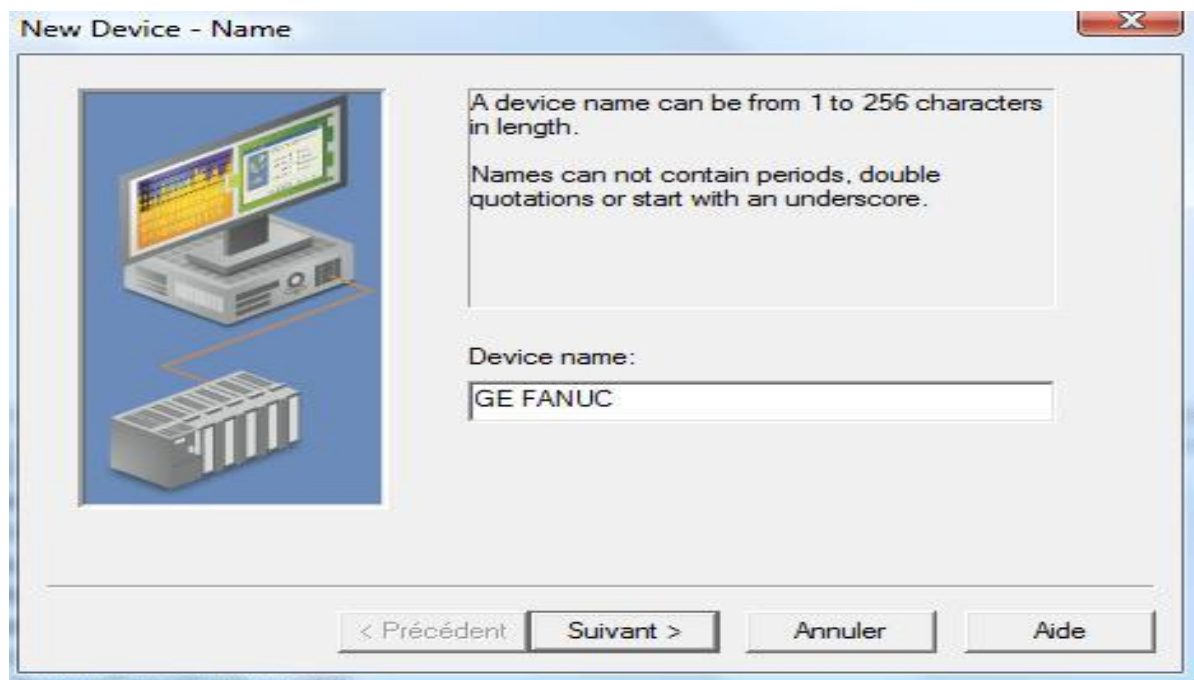 New Device - Name
A device name can be from 1 to 256 characters
in length.
Names can not contain periods, double
quotations or start with an underscore.
Device name:
GE FANUC
< Précédent
Suivant >
Annuler
Aide